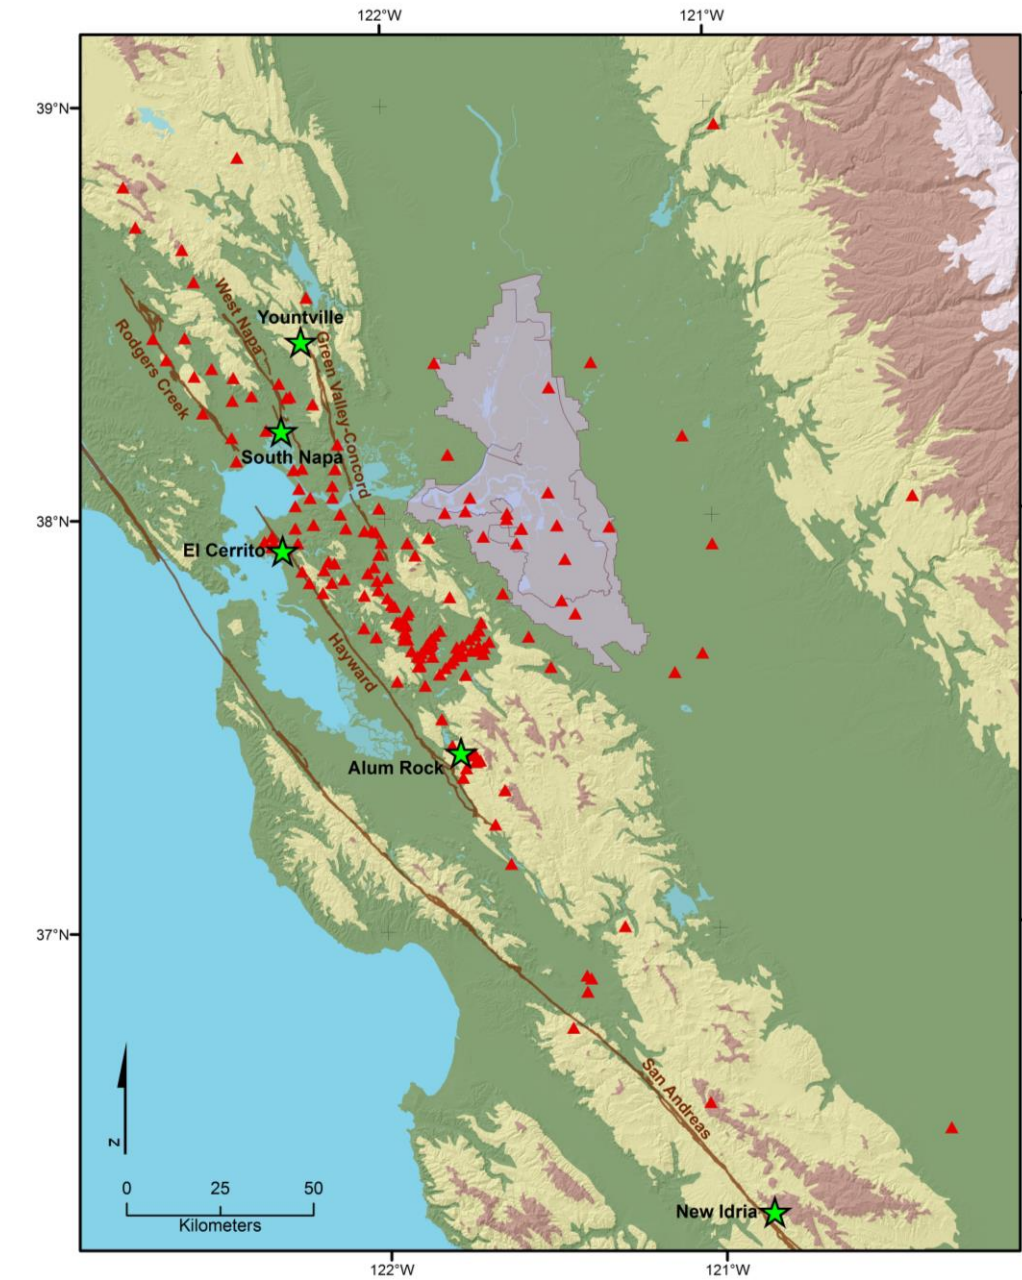 122°W
121°W
39°N
West Napa
Yountville
Rodgers Creek
Green Valley-Concord
South Napa
38°N
El Cerrito
Hayward
Alum Rock
37°N
San Andreas
N
0 25 50
Kilometers
New Idria
122°W
121°W